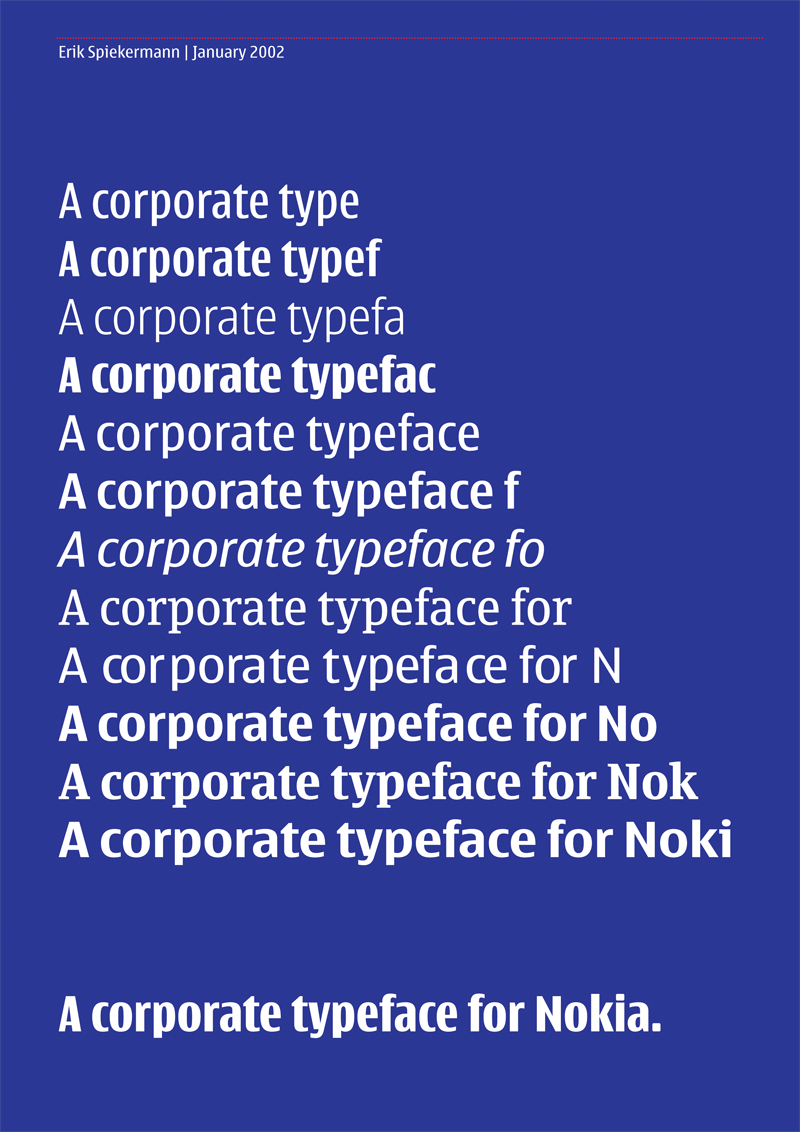 Erik Spiekermann | January 2002
A corporate type
A corporate typef
A corporate typefa
A corporate typefac
A corporate typeface
A corporate typeface f
A corporate typeface fo
A corporate typeface for
A corporate typeface for N
A corporate typeface for No
A corporate typeface for Nok
A corporate typeface for Noki
A corporate typeface for Nokia.